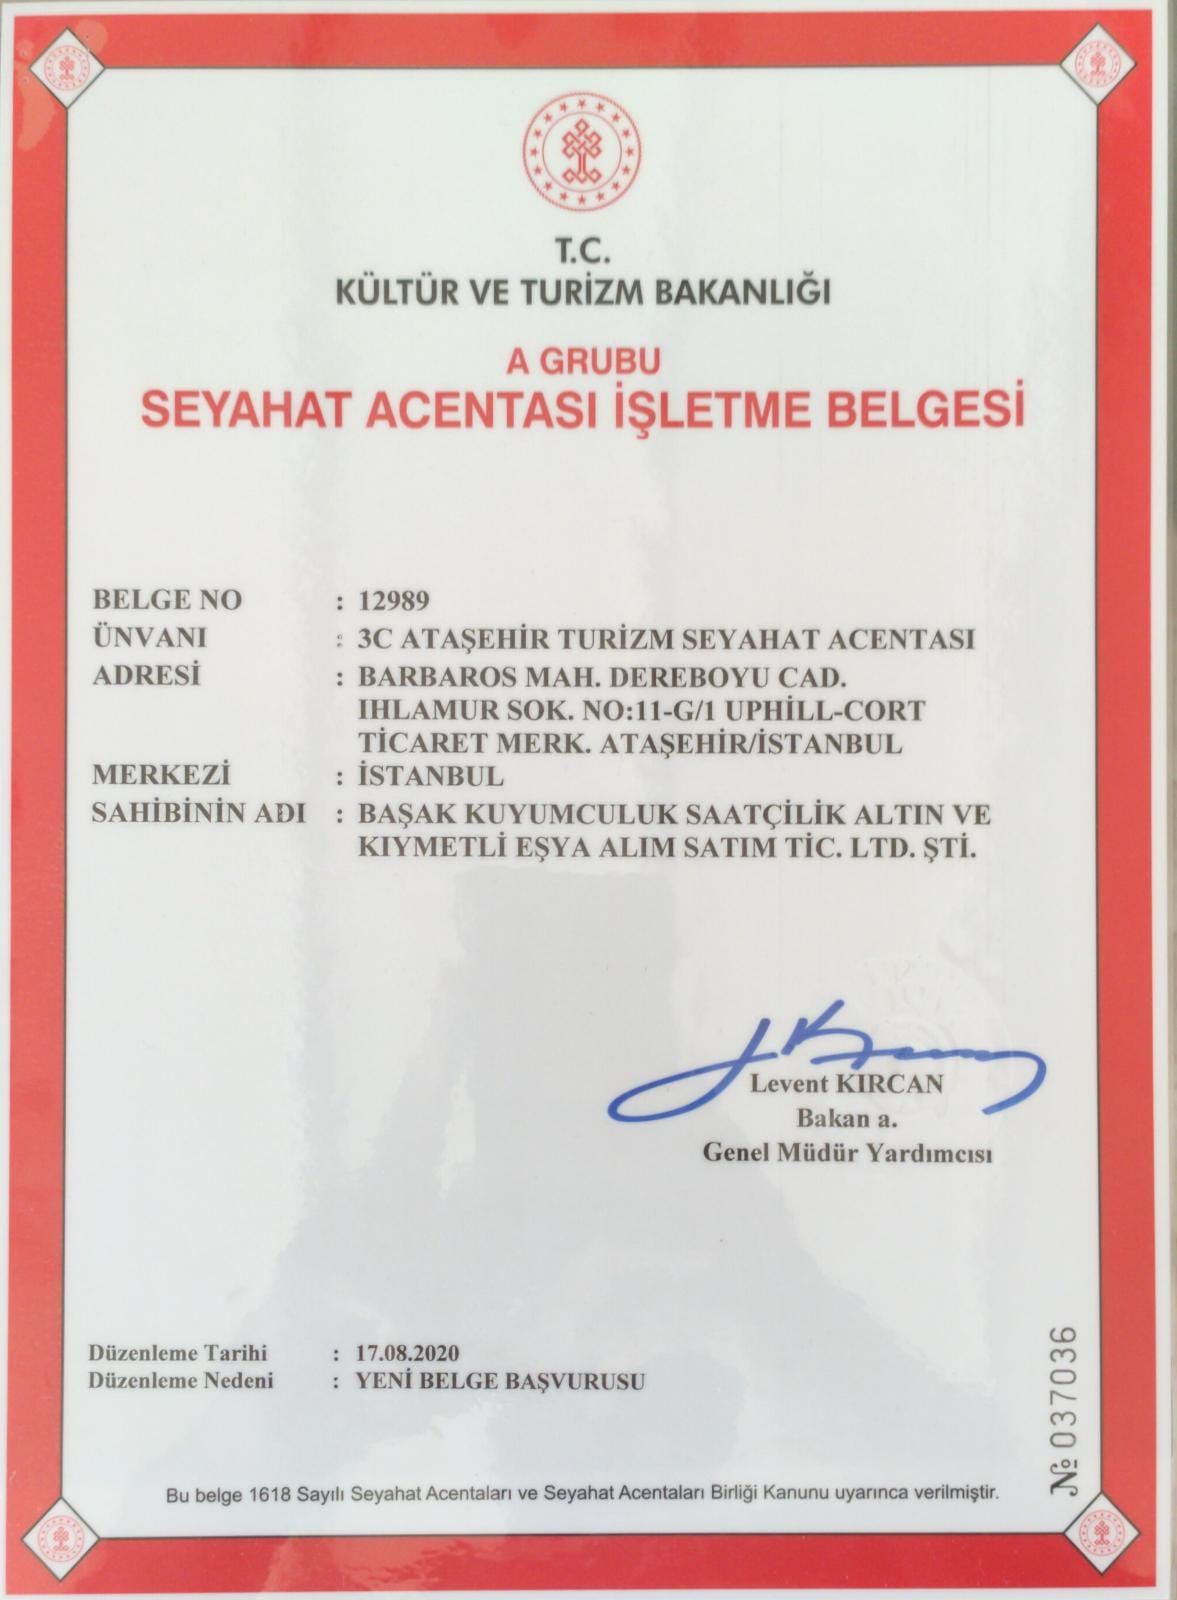 T.C.
KÜLTÜR VE TURİZM BAKANLIĞI
A GRUBU
SEYAHAT ACENTASI İŞLETME BELGESİ
BELGE NO : 12989
ÜNVANI : 3C ATAŞEHİR TURİZM SEYAHAT ACENTASI
ADRESİ : BARBAROS MAH. DEREBOYU CAD.
IHLAMUR SOK. NO:11-G/1 UPHİLL-CORT
TİCARET MERK. ATAŞEHİR/İSTANBUL
MERKEZİ : İSTANBUL
SAHİBİNİN ADI : BAŞAK KUYUMCULUK SAATÇİLİK ALTIN VE
KIYMETLİ EŞYA ALIM SATIM TİC. LTD. ŞTİ.
Levent KIRCAN
Bakan a.
Genel Müdür Yardımcısı
Düzenleme Tarihi : 17.08.2020
Düzenleme Nedeni : YENİ BELGE BAŞVURUSU
№ 037036
Bu belge 1618 Sayılı Seyahat Acentaları ve Seyahat Acentaları Birliği Kanunu uyarınca verilmiştir.